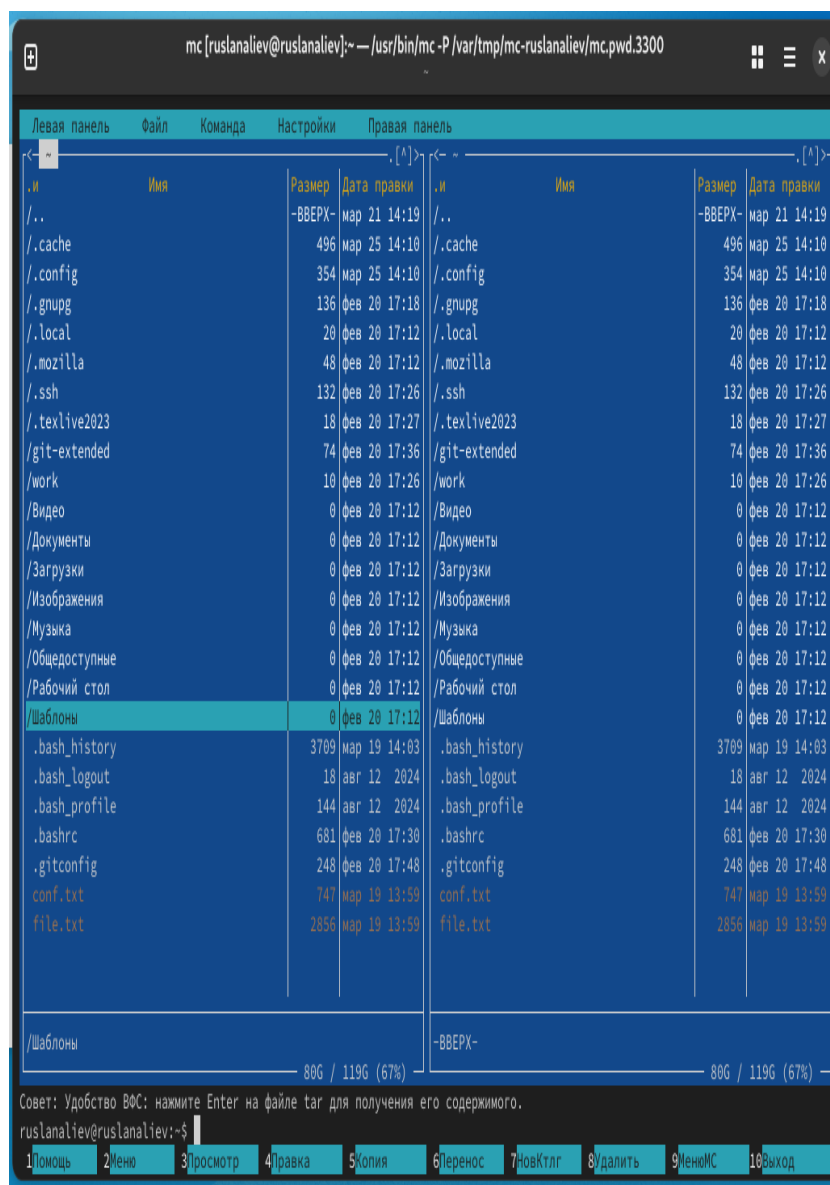 mc [ruslanaliev@ruslanaliev]:~ — /usr/bin/mc -P /var/tmp/mc-ruslanaliev/mc.pwd.3300
~
Левая панель Файл Команда Настройки Правая панель
<- ~ .[^]> <- ~ .[^]>
.и Имя Размер Дата правки .и Имя Размер Дата правки
/.. -ВВЕРХ- мар 21 14:19 /.. -ВВЕРХ- мар 21 14:19
/.cache 496 мар 25 14:10 /.cache 496 мар 25 14:10
/.config 354 мар 25 14:10 /.config 354 мар 25 14:10
/.gnupg 136 фев 20 17:18 /.gnupg 136 фев 20 17:18
/.local 20 фев 20 17:12 /.local 20 фев 20 17:12
/.mozilla 48 фев 20 17:12 /.mozilla 48 фев 20 17:12
/.ssh 132 фев 20 17:26 /.ssh 132 фев 20 17:26
/.texlive2023 18 фев 20 17:27 /.texlive2023 18 фев 20 17:27
/git-extended 74 фев 20 17:36 /git-extended 74 фев 20 17:36
/work 10 фев 20 17:26 /work 10 фев 20 17:26
/Видео 0 фев 20 17:12 /Видео 0 фев 20 17:12
/Документы 0 фев 20 17:12 /Документы 0 фев 20 17:12
/Загрузки 0 фев 20 17:12 /Загрузки 0 фев 20 17:12
/Изображения 0 фев 20 17:12 /Изображения 0 фев 20 17:12
/Музыка 0 фев 20 17:12 /Музыка 0 фев 20 17:12
/Общедоступные 0 фев 20 17:12 /Общедоступные 0 фев 20 17:12
/Рабочий стол 0 фев 20 17:12 /Рабочий стол 0 фев 20 17:12
/Шаблоны 0 фев 20 17:12 /Шаблоны 0 фев 20 17:12
.bash_history 3709 мар 19 14:03 .bash_history 3709 мар 19 14:03
.bash_logout 18 авг 12 2024 .bash_logout 18 авг 12 2024
.bash_profile 144 авг 12 2024 .bash_profile 144 авг 12 2024
.bashrc 681 фев 20 17:30 .bashrc 681 фев 20 17:30
.gitconfig 248 фев 20 17:48 .gitconfig 248 фев 20 17:48
conf.txt 747 мар 19 13:59 conf.txt 747 мар 19 13:59
file.txt 2856 мар 19 13:59 file.txt 2856 мар 19 13:59
/Шаблоны -ВВЕРХ-
80G / 119G (67%) 80G / 119G (67%)
Совет: Удобство ВФС: нажмите Enter на файле tar для получения его содержимого.
ruslanaliev@ruslanaliev:~$
1Помощь 2Меню 3Просмотр 4Правка 5Копия 6Перенос 7НовКтлг 8Удалить 9МенюМС 10Выход